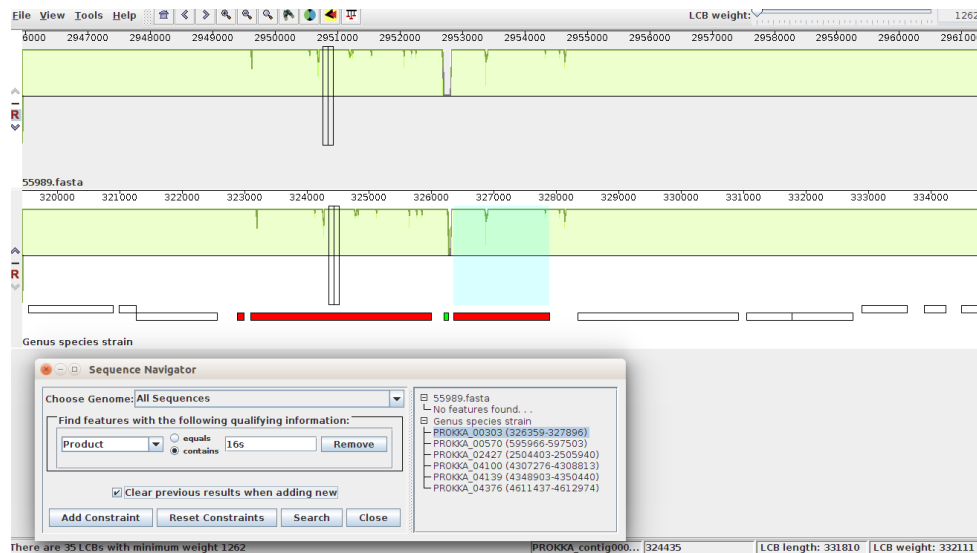 File View Tools Help LCB weight: 1262
6000 2947000 2948000 2949000 2950000 2951000 2952000 2953000 2954000 2955000 2956000 2957000 2958000 2959000 2960000 29610
R
55989.fasta
320000 321000 322000 323000 324000 325000 326000 327000 328000 329000 330000 331000 332000 333000 334000
R
Genus species strain
Sequence Navigator
Choose Genome: All Sequences
Find features with the following qualifying information:
Product equals contains 16s Remove
Clear previous results when adding new
Add Constraint Reset Constraints Search Close
55989.fasta
No features found. . .
Genus species strain
PROKKA_00303 (326359-327896)
PROKKA_00570 (595966-597503)
PROKKA_02427 (2504403-2505940)
PROKKA_04100 (4307276-4308813)
PROKKA_04139 (4348903-4350440)
PROKKA_04376 (4611437-4612974)
There are 35 LCBs with minimum weight 1262 PROKKA_contig000... 324435 LCB length: 331810 LCB weight: 332111